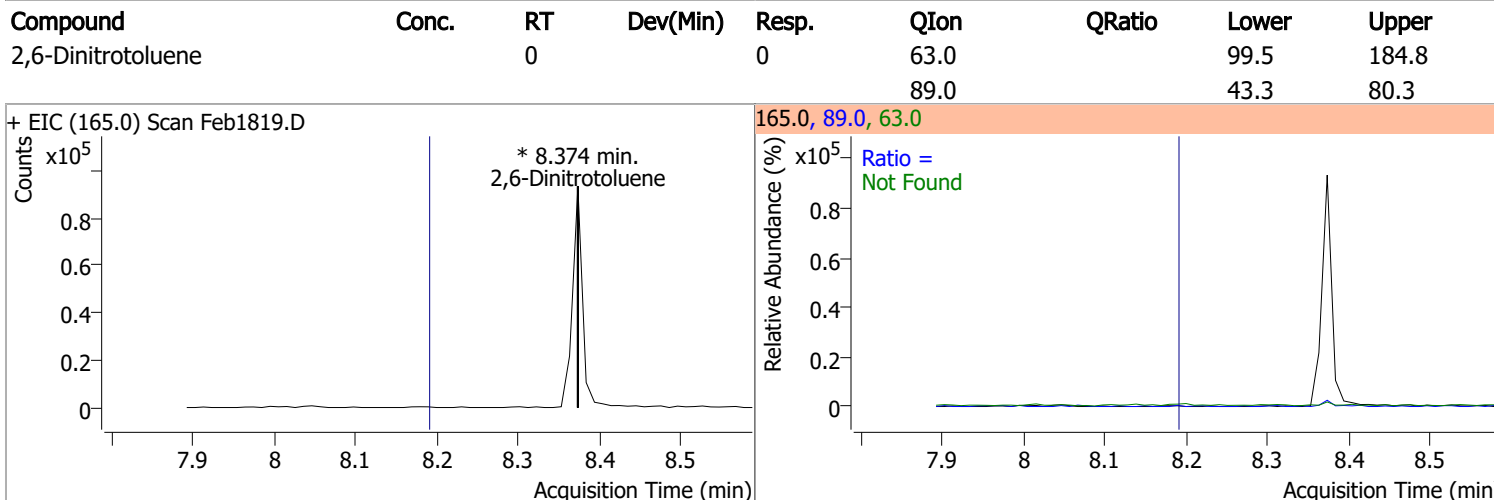 Compound Conc. RT Dev(Min) Resp. QIon QRatio Lower Upper
2,6-Dinitrotoluene 0 0 63.0 99.5 184.8
89.0 43.3 80.3
+ EIC (165.0) Scan Feb1819.D
Counts
x10⁵
* 8.374 min.
2,6-Dinitrotoluene
0.8
0.6
0.4
0.2
0
7.9 8 8.1 8.2 8.3 8.4 8.5
Acquisition Time (min)
165.0, 89.0, 63.0
Relative Abundance (%)
x10⁵
Ratio =
Not Found
0.8
0.6
0.4
0.2
0
7.9 8 8.1 8.2 8.3 8.4 8.5
Acquisition Time (min